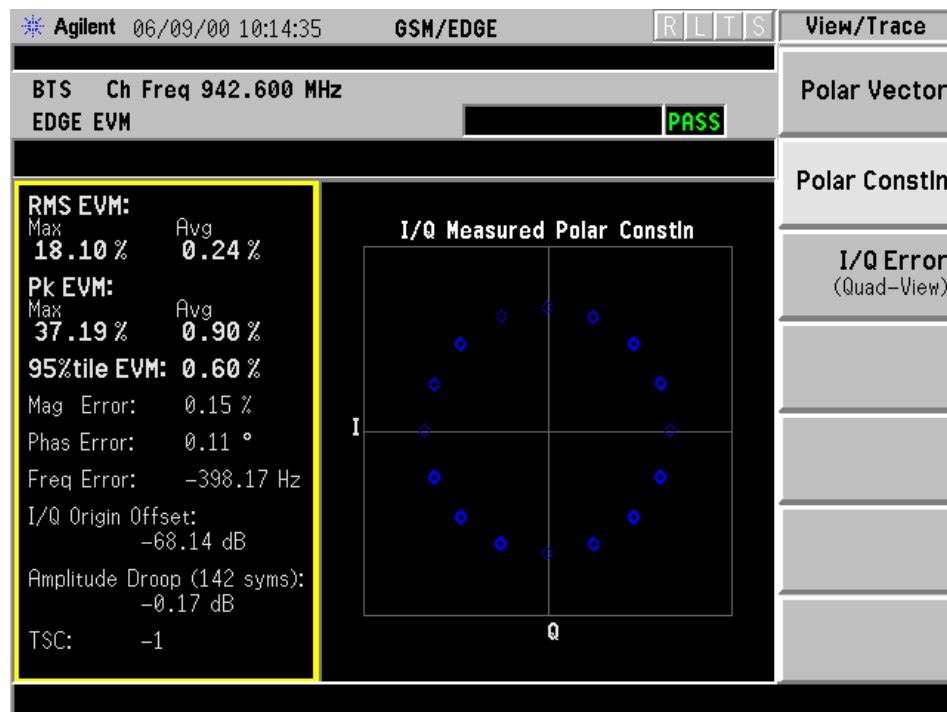 Agilent 06/09/00 10:14:35 GSM/EDGE R L T S
BTS Ch Freq 942.600 MHz
EDGE EVM
PASS
RMS EVM:
Max Avg
18.10 % 0.24 %
Pk EVM:
Max Avg
37.19 % 0.90 %
95%tile EVM: 0.60 %
Mag Error: 0.15 %
Phas Error: 0.11 °
Freq Error: -398.17 Hz
I/Q Origin Offset:
-68.14 dB
Amplitude Droop (142 syms):
-0.17 dB
TSC: -1
I/Q Measured Polar Constln
I
Q
View/Trace
Polar Vector
Polar Constln
I/Q Error
(Quad-View)